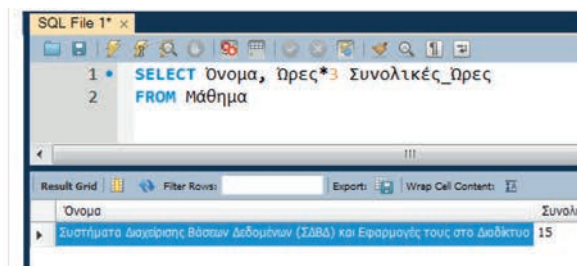 SQL File 1* ×
1 • SELECT Όνομα, Ώρες*3 Συνολικές_Ώρες
2 FROM Μάθημα
Result Grid Filter Rows: Export: Wrap Cell Content:
Όνομα Συνολ
Συστήματα Διαχείρισης Βάσεων Δεδομένων (ΣΔΒΔ) και Εφαρμογές τους στο Διαδίκτυο 15